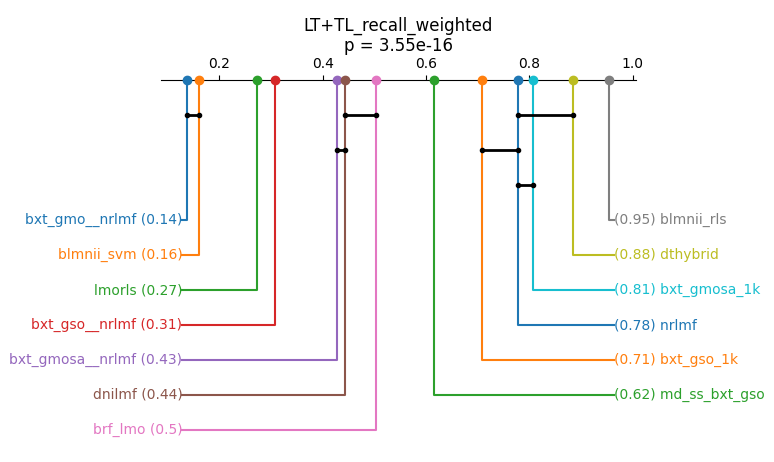 LT+TL_recall_weighted
p = 3.55e-16
0.2 0.4 0.6 0.8 1.0
bxt_gmo__nrlmf (0.14)
(0.95) blmnii_rls
blmnii_svm (0.16)
(0.88) dthybrid
lmorls (0.27)
(0.81) bxt_gmosa_1k
bxt_gso__nrlmf (0.31)
(0.78) nrlmf
bxt_gmosa__nrlmf (0.43)
(0.71) bxt_gso_1k
dnilmf (0.44)
(0.62) md_ss_bxt_gso
brf_lmo (0.5)